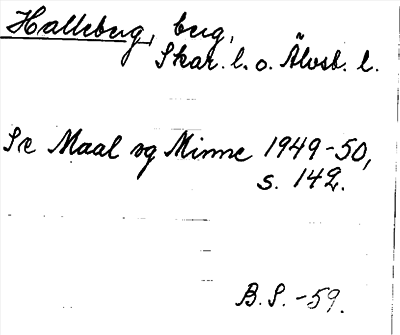 Halleberg, berg,
Skar. l. o. Älvsb. l.
Se Maal og Minne 1949-50,
s. 142.
B. S. -59.